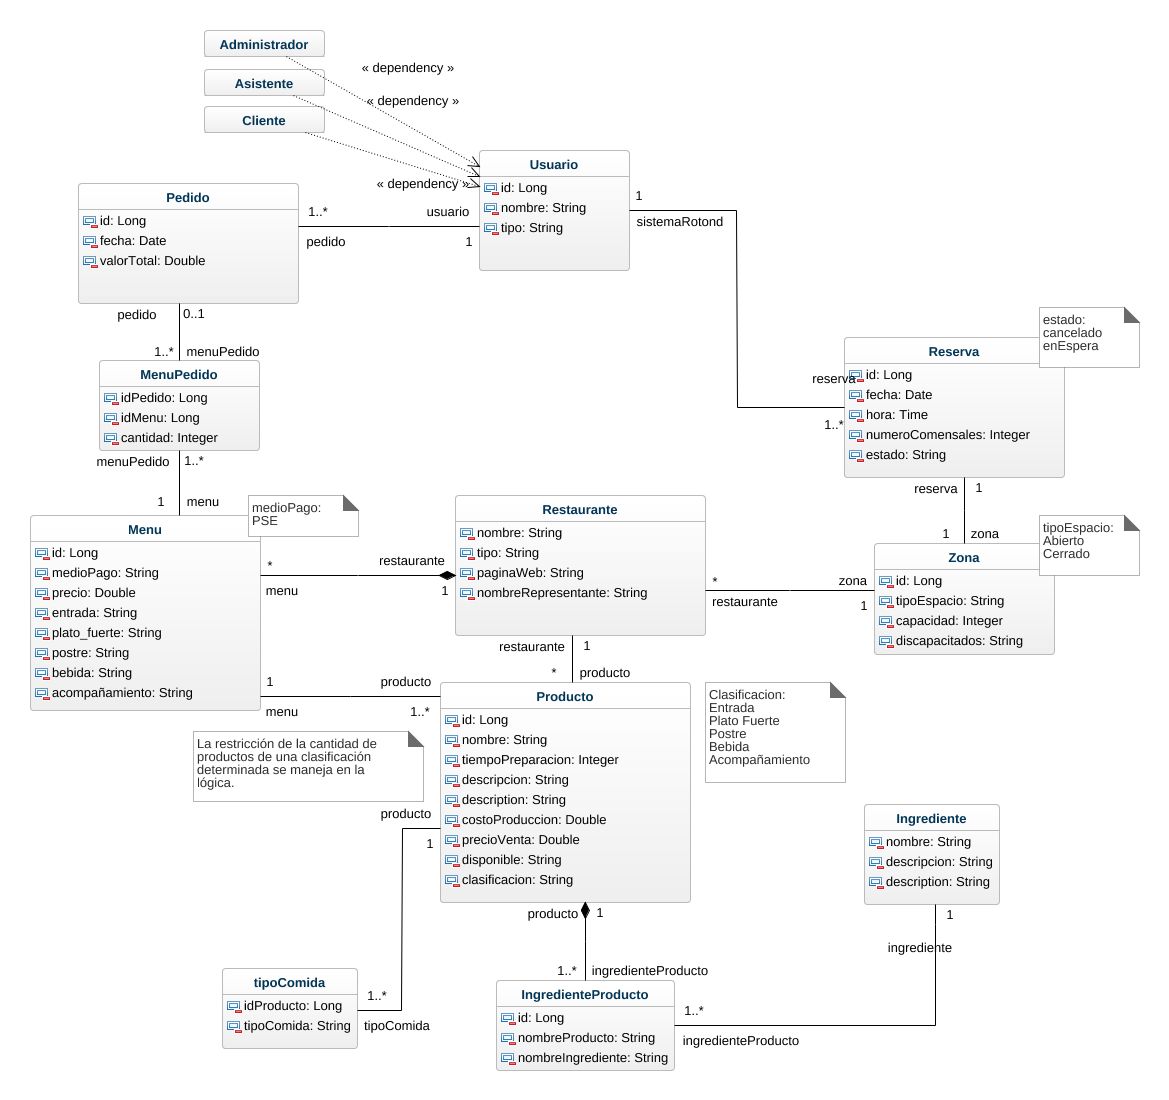 Administrador
« dependency »
Asistente
« dependency »
Cliente
« dependency »
Usuario
id: Long
nombre: String
tipo: String
1
sistemaRotond
Pedido
id: Long
fecha: Date
valorTotal: Double
1..*
usuario
pedido
1
pedido
0..1
1..*
menuPedido
MenuPedido
idPedido: Long
idMenu: Long
cantidad: Integer
menuPedido
1..*
1
menu
estado:
cancelado
enEspera
Reserva
id: Long
fecha: Date
hora: Time
numeroComensales: Integer
estado: String
reserva
1..*
reserva
1
1
zona
tipoEspacio:
Abierto
Cerrado
Zona
id: Long
tipoEspacio: String
capacidad: Integer
discapacitados: String
medioPago:
PSE
Menu
id: Long
medioPago: String
precio: Double
entrada: String
plato_fuerte: String
postre: String
bebida: String
acompañamiento: String
*
restaurante
menu
1
Restaurante
nombre: String
tipo: String
paginaWeb: String
nombreRepresentante: String
*
zona
restaurante
1
restaurante
1
*
producto
1
producto
menu
1..*
Producto
id: Long
nombre: String
tiempoPreparacion: Integer
descripcion: String
description: String
costoProduccion: Double
precioVenta: Double
disponible: String
clasificacion: String
Clasificacion:
Entrada
Plato Fuerte
Postre
Bebida
Acompañamiento
La restricción de la cantidad de
productos de una clasificación
determinada se maneja en la
lógica.
producto
1
Ingrediente
nombre: String
descripcion: String
description: String
1
ingrediente
producto
1
1..*
ingredienteProducto
tipoComida
idProducto: Long
tipoComida: String
1..*
tipoComida
IngredienteProducto
id: Long
nombreProducto: String
nombreIngrediente: String
1..*
ingredienteProducto